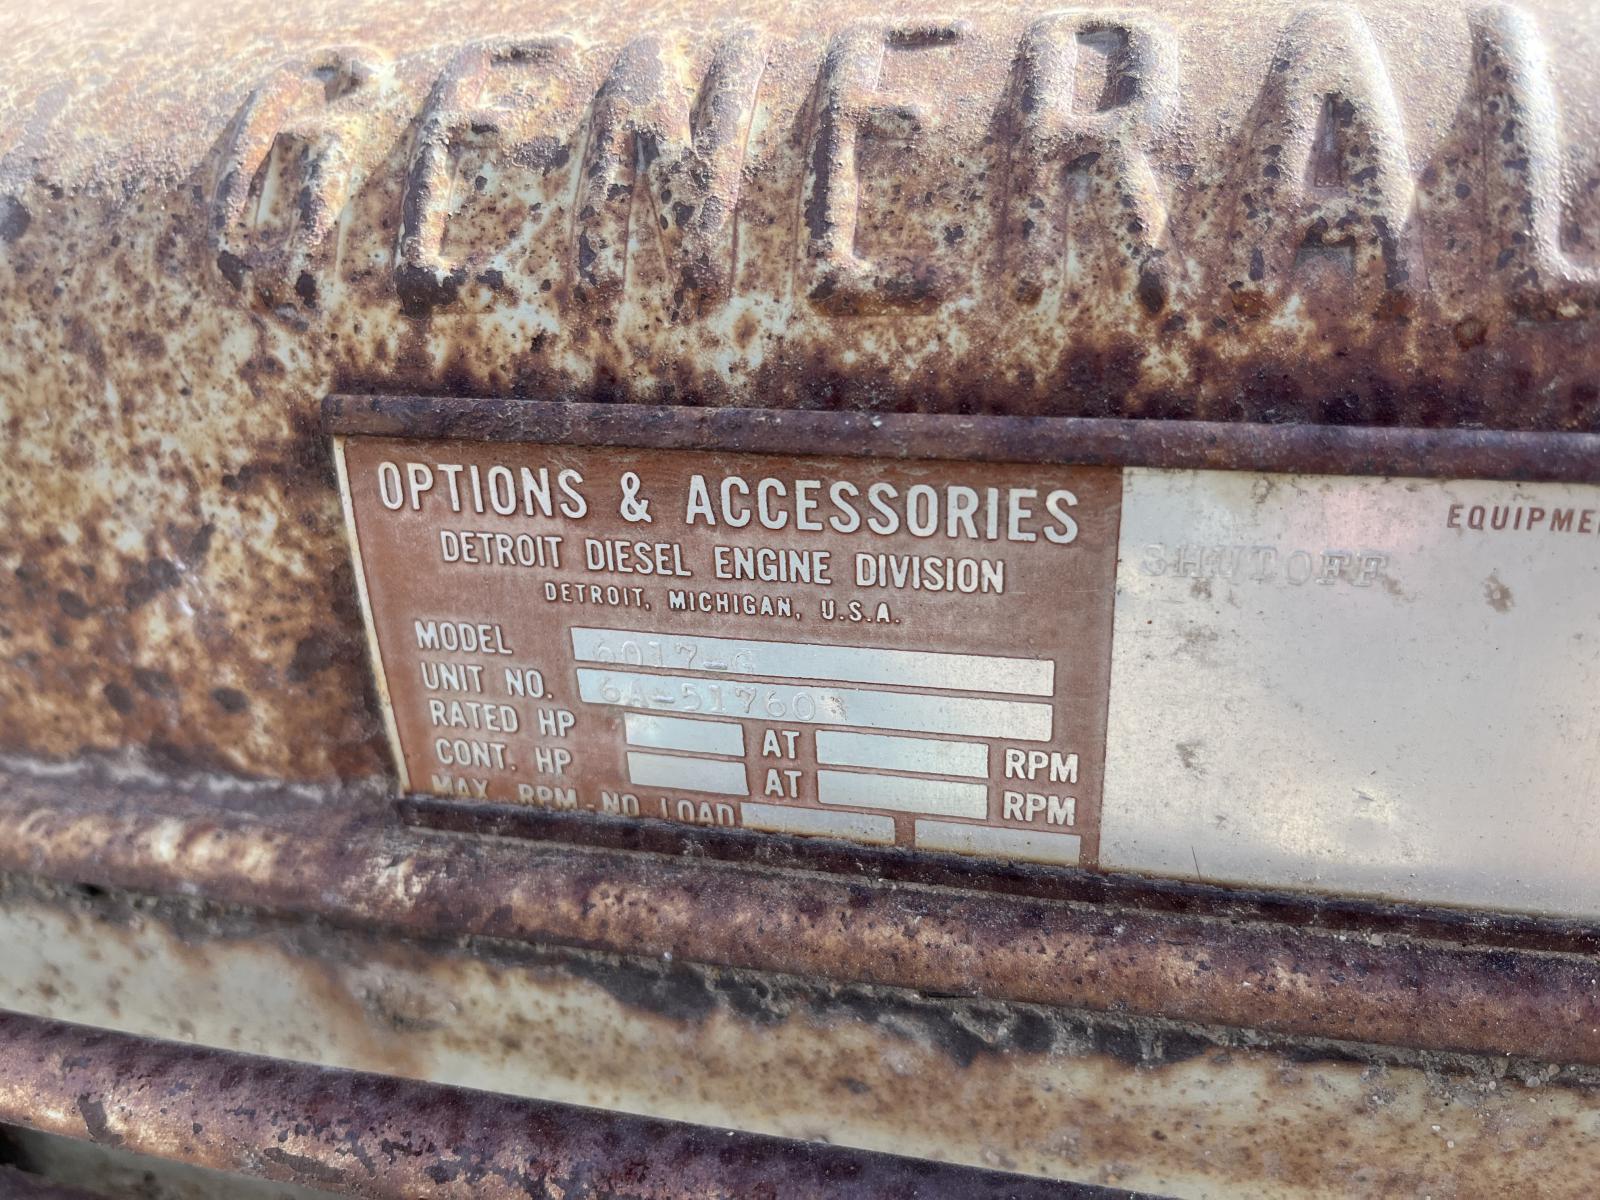 GENERAL
OPTIONS & ACCESSORIES
DETROIT DIESEL ENGINE DIVISION
DETROIT, MICHIGAN, U.S.A.
MODEL 6017-G
UNIT NO. 6A-51760
RATED HP AT RPM
CONT. HP AT RPM
MAX. RPM - NO LOAD
EQUIPME
SHUTOFF